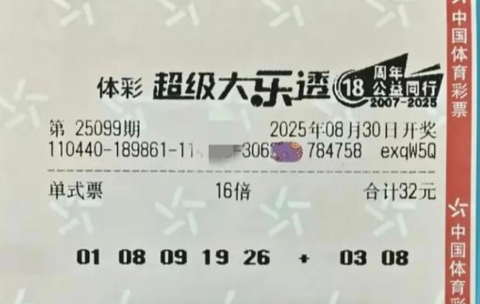 体彩 超级大乐透 18 周年公益同行 2007-2025
第 25099期 2025年08月30日开奖
110440-189861-11 306 784758 exqW5Q
单式票 16倍 合计32元
01 08 09 19 26 + 03 08
中国体育彩票
中国体育彩票